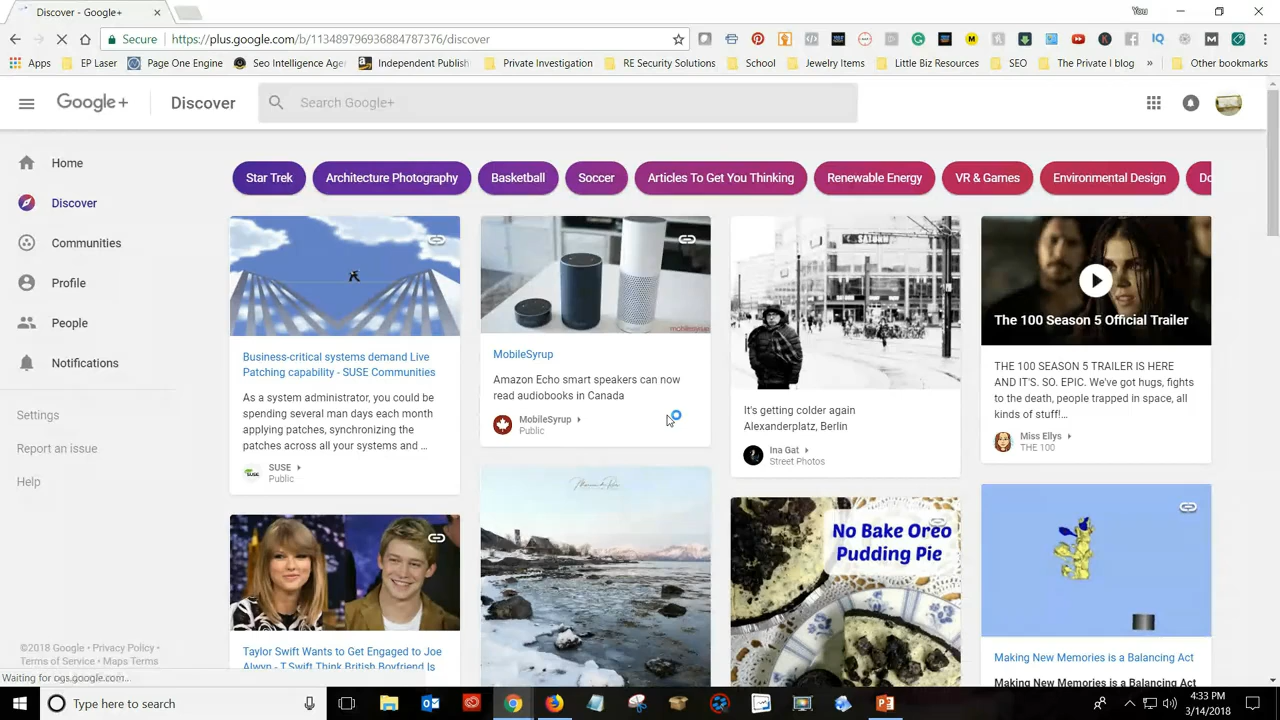 Discover - Google+
You
Secure
https://plus.google.com/b/113489796936884787376/discover
Apps
EP Laser
Page One Engine
Seo Intelligence Age
Independent Publish
Private Investigation
RE Security Solutions
School
Jewelry Items
Little Biz Resources
SEO
The Private I blog
»
Other bookmarks
Google+
Discover
Search Google+
Home
Discover
Communities
Profile
People
Notifications
Settings
Report an issue
Help
©2018 Google • Privacy Policy •
Terms of Service • Maps Terms
Waiting for ogs.google.com...
Star Trek
Architecture Photography
Basketball
Soccer
Articles To Get You Thinking
Renewable Energy
VR & Games
Environmental Design
Do
Business-critical systems demand Live
Patching capability - SUSE Communities
As a system administrator, you could be
spending several man days each month
applying patches, synchronizing the
patches across all your systems and ...
SUSE
Public
Taylor Swift Wants to Get Engaged to Joe
Alwyn - T.Swift Think British Boyfriend Is
mobilesyrup
MobileSyrup
Amazon Echo smart speakers can now
read audiobooks in Canada
MobileSyrup
Public
SATURN
It's getting colder again
Alexanderplatz, Berlin
Ina Gat
Street Photos
No Bake Oreo
Pudding Pie
The 100 Season 5 Official Trailer
THE 100 SEASON 5 TRAILER IS HERE
AND IT'S. SO. EPIC. We've got hugs, fights
to the death, people trapped in space, all
kinds of stuff!...
Miss Ellys
THE 100
Making New Memories is a Balancing Act
Making New Memories is a Balancing Act
Type here to search
4:33 PM
3/14/2018